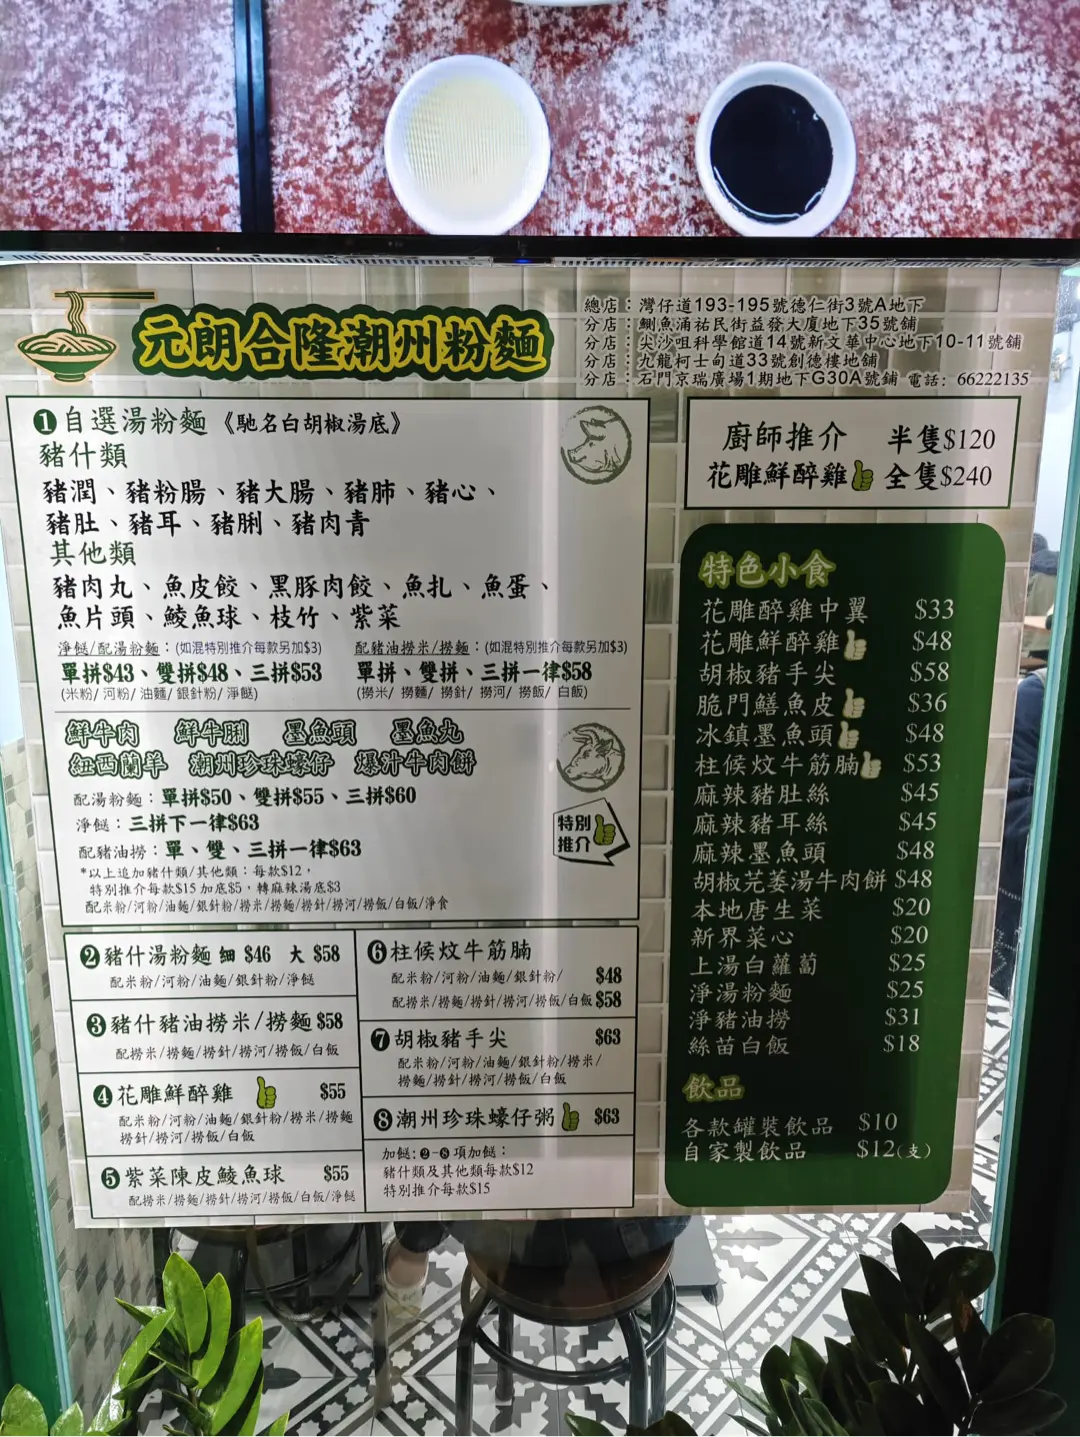 元朗合隆潮州粉麵
總店：灣仔道193-195號德仁街3號A地下
分店：鰂魚涌祐民街益發大廈地下35號舖
分店：尖沙咀科學館道14號新文華中心地下10-11號舖
分店：九龍柯士甸道33號創德樓地舖
分店：石門京瑞廣場1期地下G30A號舖 電話：66222135
❶自選湯粉麵《馳名白胡椒湯底》
豬什類
豬潤、豬粉腸、豬大腸、豬肺、豬心、
豬肚、豬耳、豬脷、豬肉青
其他類
豬肉丸、魚皮餃、黑豚肉餃、魚扎、魚蛋、
魚片頭、鯪魚球、枝竹、紫菜
淨餸/配湯粉麵：(如混特別推介每款另加$3)
單拼$43、雙拼$48、三拼$53
(米粉/河粉/油麵/銀針粉/淨餸)
配豬油撈米/撈麵：(如混特別推介每款另加$3)
單拼、雙拼、三拼一律$58
(撈米/撈麵/撈針/撈河/撈飯/白飯)
鮮牛肉 鮮牛脷 墨魚頭 墨魚丸
紐西蘭羊 潮州珍珠蠔仔 爆汁牛肉餅
配湯粉麵：單拼$50、雙拼$55、三拼$60
淨餸：三拼下一律$63
配豬油撈：單、雙、三拼一律$63
*以上追加豬什類/其他類：每款$12，
特別推介每款$15 加底$5，轉麻辣湯底$3
配米粉/河粉/油麵/銀針粉/撈米/撈麵/撈針/撈河/撈飯/白飯/淨食
特別
推介
❷豬什湯粉麵 細 $46 大 $58
配米粉/河粉/油麵/銀針粉/淨餸
❸豬什豬油撈米/撈麵 $58
配撈米/撈麵/撈針/撈河/撈飯/白飯
❹花雕鮮醉雞 $55
配米粉/河粉/油麵/銀針粉/撈米/撈麵
撈針/撈河/撈飯/白飯
❺紫菜陳皮鯪魚球 $55
配撈米/撈麵/撈針/撈河/撈飯/白飯/淨餸
❻柱候炆牛筋腩
配米粉/河粉/油麵/銀針粉/ $48
配撈米/撈麵/撈針/撈河/撈飯/白飯 $58
❼胡椒豬手尖 $63
配米粉/河粉/油麵/銀針粉/撈米/
撈麵/撈針/撈河/撈飯/白飯
❽潮州珍珠蠔仔粥 $63
加餸：❷-❽項加餸：
豬什類及其他類每款$12
特別推介每款$15
廚師推介 半隻$120
花雕鮮醉雞 全隻$240
特色小食
花雕醉雞中翼 $33
花雕鮮醉雞 $48
胡椒豬手尖 $58
脆鬥鱔魚皮 $36
冰鎮墨魚頭 $48
柱候炆牛筋腩 $53
麻辣豬肚絲 $45
麻辣豬耳絲 $45
麻辣墨魚頭 $48
胡椒芫荽湯牛肉餅 $48
本地唐生菜 $20
新界菜心 $20
上湯白蘿蔔 $25
淨湯粉麵 $25
淨豬油撈 $31
絲苗白飯 $18
飲品
各款罐裝飲品 $10
自家製飲品 $12(支)